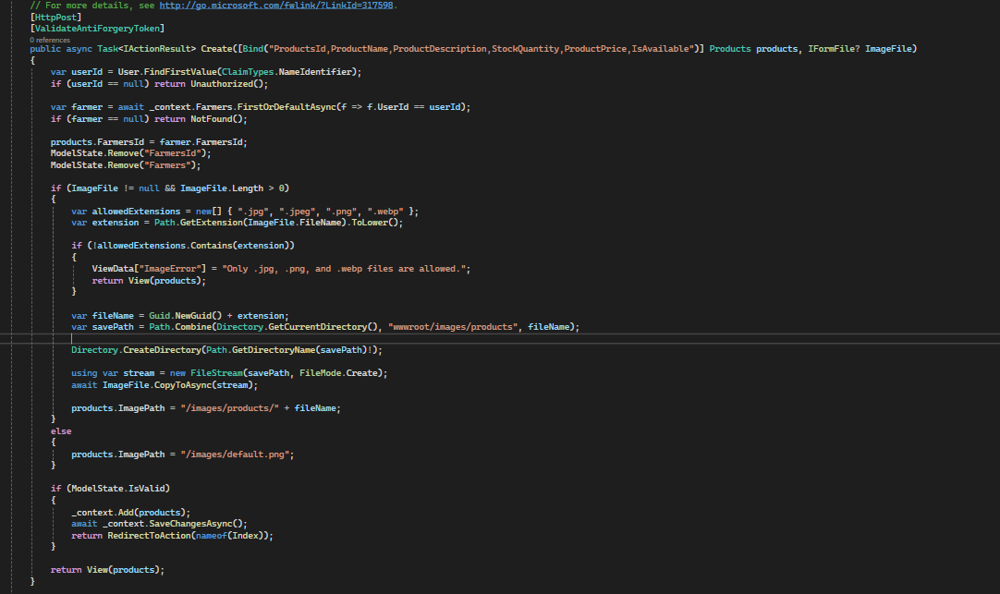 // For more details, see http://go.microsoft.com/fwlink/?LinkId=317598.
[HttpPost]
[ValidateAntiForgeryToken]
0 references
public async Task<IActionResult> Create([Bind("ProductsId,ProductName,ProductDescription,StockQuantity,ProductPrice,IsAvailable")] Products products, IFormFile? ImageFile)
{
    var userId = User.FindFirstValue(ClaimTypes.NameIdentifier);
    if (userId == null) return Unauthorized();

    var farmer = await _context.Farmers.FirstOrDefaultAsync(f => f.UserId == userId);
    if (farmer == null) return NotFound();

    products.FarmersId = farmer.FarmersId;
    ModelState.Remove("FarmersId");
    ModelState.Remove("Farmers");

    if (ImageFile != null && ImageFile.Length > 0)
    {
        var allowedExtensions = new[] { ".jpg", ".jpeg", ".png", ".webp" };
        var extension = Path.GetExtension(ImageFile.FileName).ToLower();

        if (!allowedExtensions.Contains(extension))
        {
            ViewData["ImageError"] = "Only .jpg, .png, and .webp files are allowed.";
            return View(products);
        }

        var fileName = Guid.NewGuid() + extension;
        var savePath = Path.Combine(Directory.GetCurrentDirectory(), "wwwroot/images/products", fileName);

        Directory.CreateDirectory(Path.GetDirectoryName(savePath)!);

        using var stream = new FileStream(savePath, FileMode.Create);
        await ImageFile.CopyToAsync(stream);

        products.ImagePath = "/images/products/" + fileName;
    }
    else
    {
        products.ImagePath = "/images/default.png";
    }

    if (ModelState.IsValid)
    {
        _context.Add(products);
        await _context.SaveChangesAsync();
        return RedirectToAction(nameof(Index));
    }

    return View(products);
}